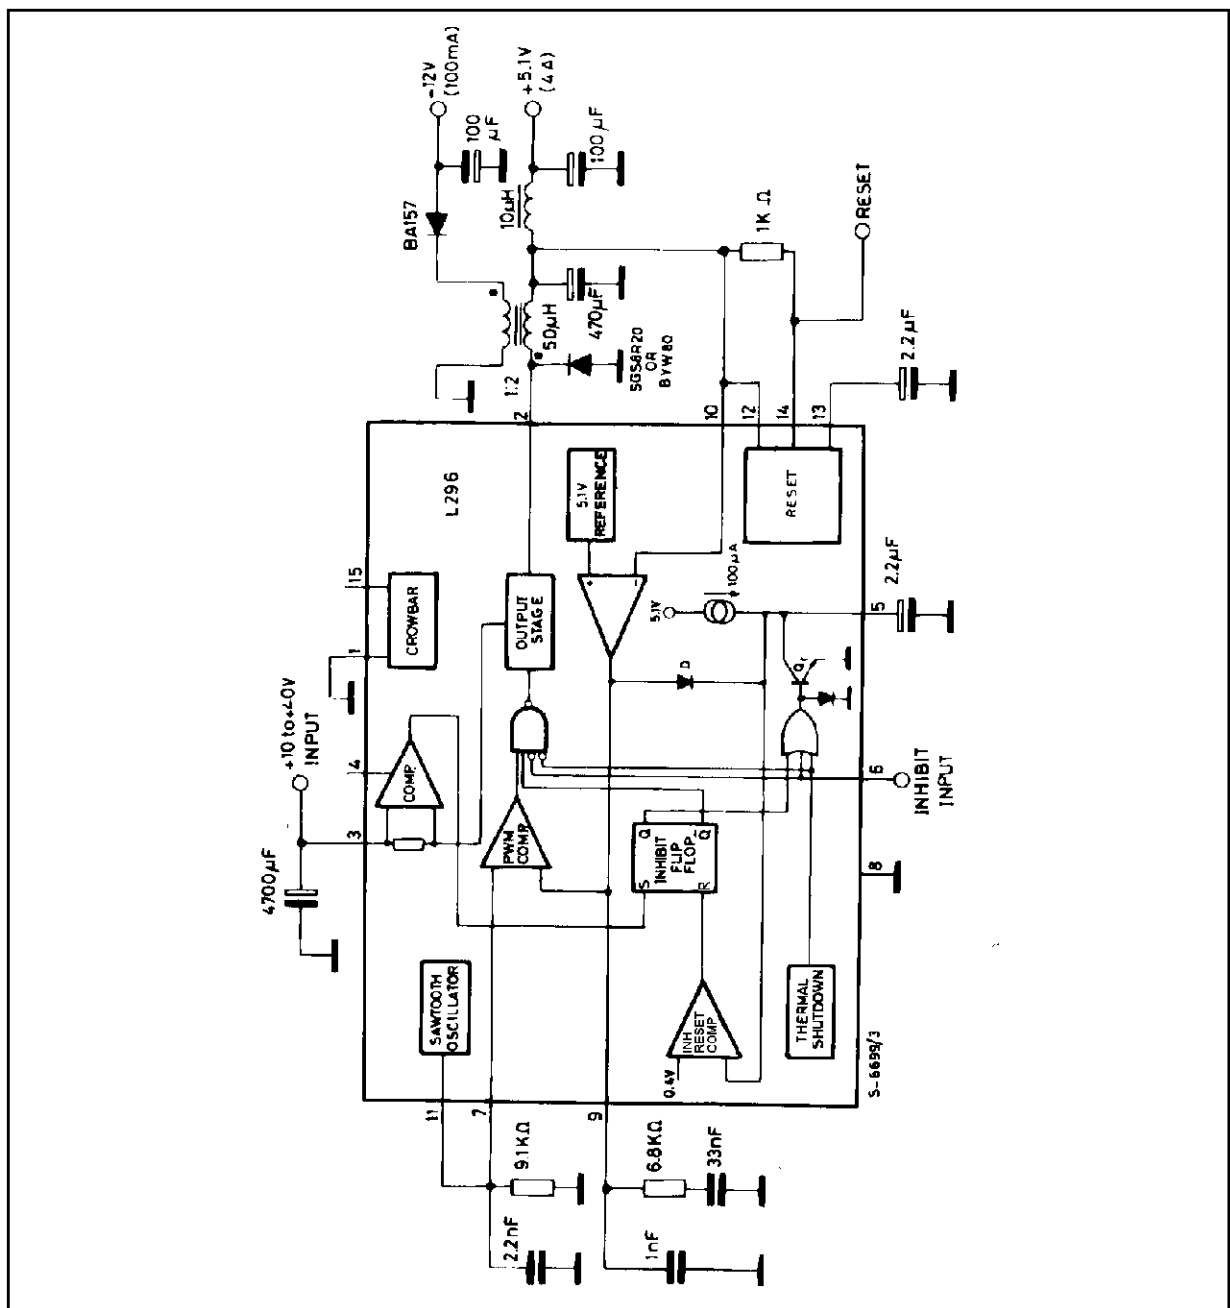 -12V
(100mA)
+5.1V
(4A)
100
µF
100µF
BA157
10µH
470µF
50µH
1:2
SGS8R20
OR
BYW80
1KΩ
RESET
2.2µF
2
10
12
14
13
L296
5.1V
REFERENCE
RESET
15
1
CROWBAR
OUTPUT
STAGE
+
−
5.1V
100µA
5
2.2µF
+10 to +40V
INPUT
4
COMP.
3
4700µF
PWM
COMP.
D
Q1
Q
Q̅
INHIBIT
FLIP
FLOP
S
R
6
INHIBIT
INPUT
8
SAWTOOTH
OSCILLATOR
INH
RESET
COMP
0.4V
THERMAL
SHUTDOWN
S-6699/3
11
7
9
9.1KΩ
6.8KΩ
33nF
2.2nF
1nF